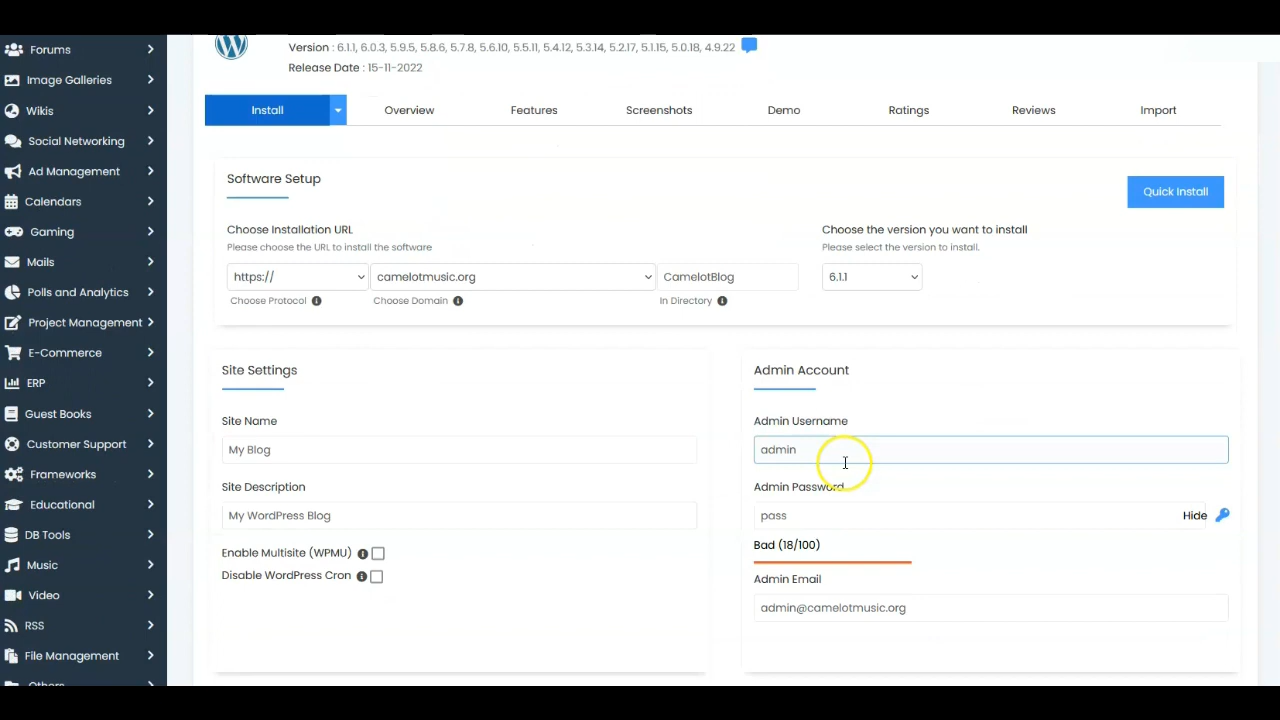 Forums
Image Galleries
Wikis
Social Networking
Ad Management
Calendars
Gaming
Mails
Polls and Analytics
Project Management
E-Commerce
ERP
Guest Books
Customer Support
Frameworks
Educational
DB Tools
Music
Video
RSS
File Management
Others
Version : 6.1.1, 6.0.3, 5.9.5, 5.8.6, 5.7.8, 5.6.10, 5.5.11, 5.4.12, 5.3.14, 5.2.17, 5.1.15, 5.0.18, 4.9.22
Release Date : 15-11-2022
Install Overview Features Screenshots Demo Ratings Reviews Import
Software Setup
Quick Install
Choose Installation URL
Please choose the URL to install the software
https:// camelotmusic.org CamelotBlog
Choose Protocol Choose Domain In Directory
Choose the version you want to install
Please select the version to install.
6.1.1
Site Settings
Site Name
My Blog
Site Description
My WordPress Blog
Enable Multisite (WPMU)
Disable WordPress Cron
Admin Account
Admin Username
admin
Admin Password
pass Hide
Bad (18/100)
Admin Email
admin@camelotmusic.org